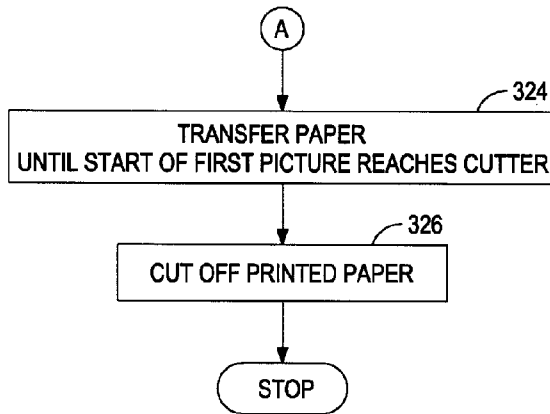 A
324
TRANSFER PAPER
UNTIL START OF FIRST PICTURE REACHES CUTTER
326
CUT OFF PRINTED PAPER
STOP